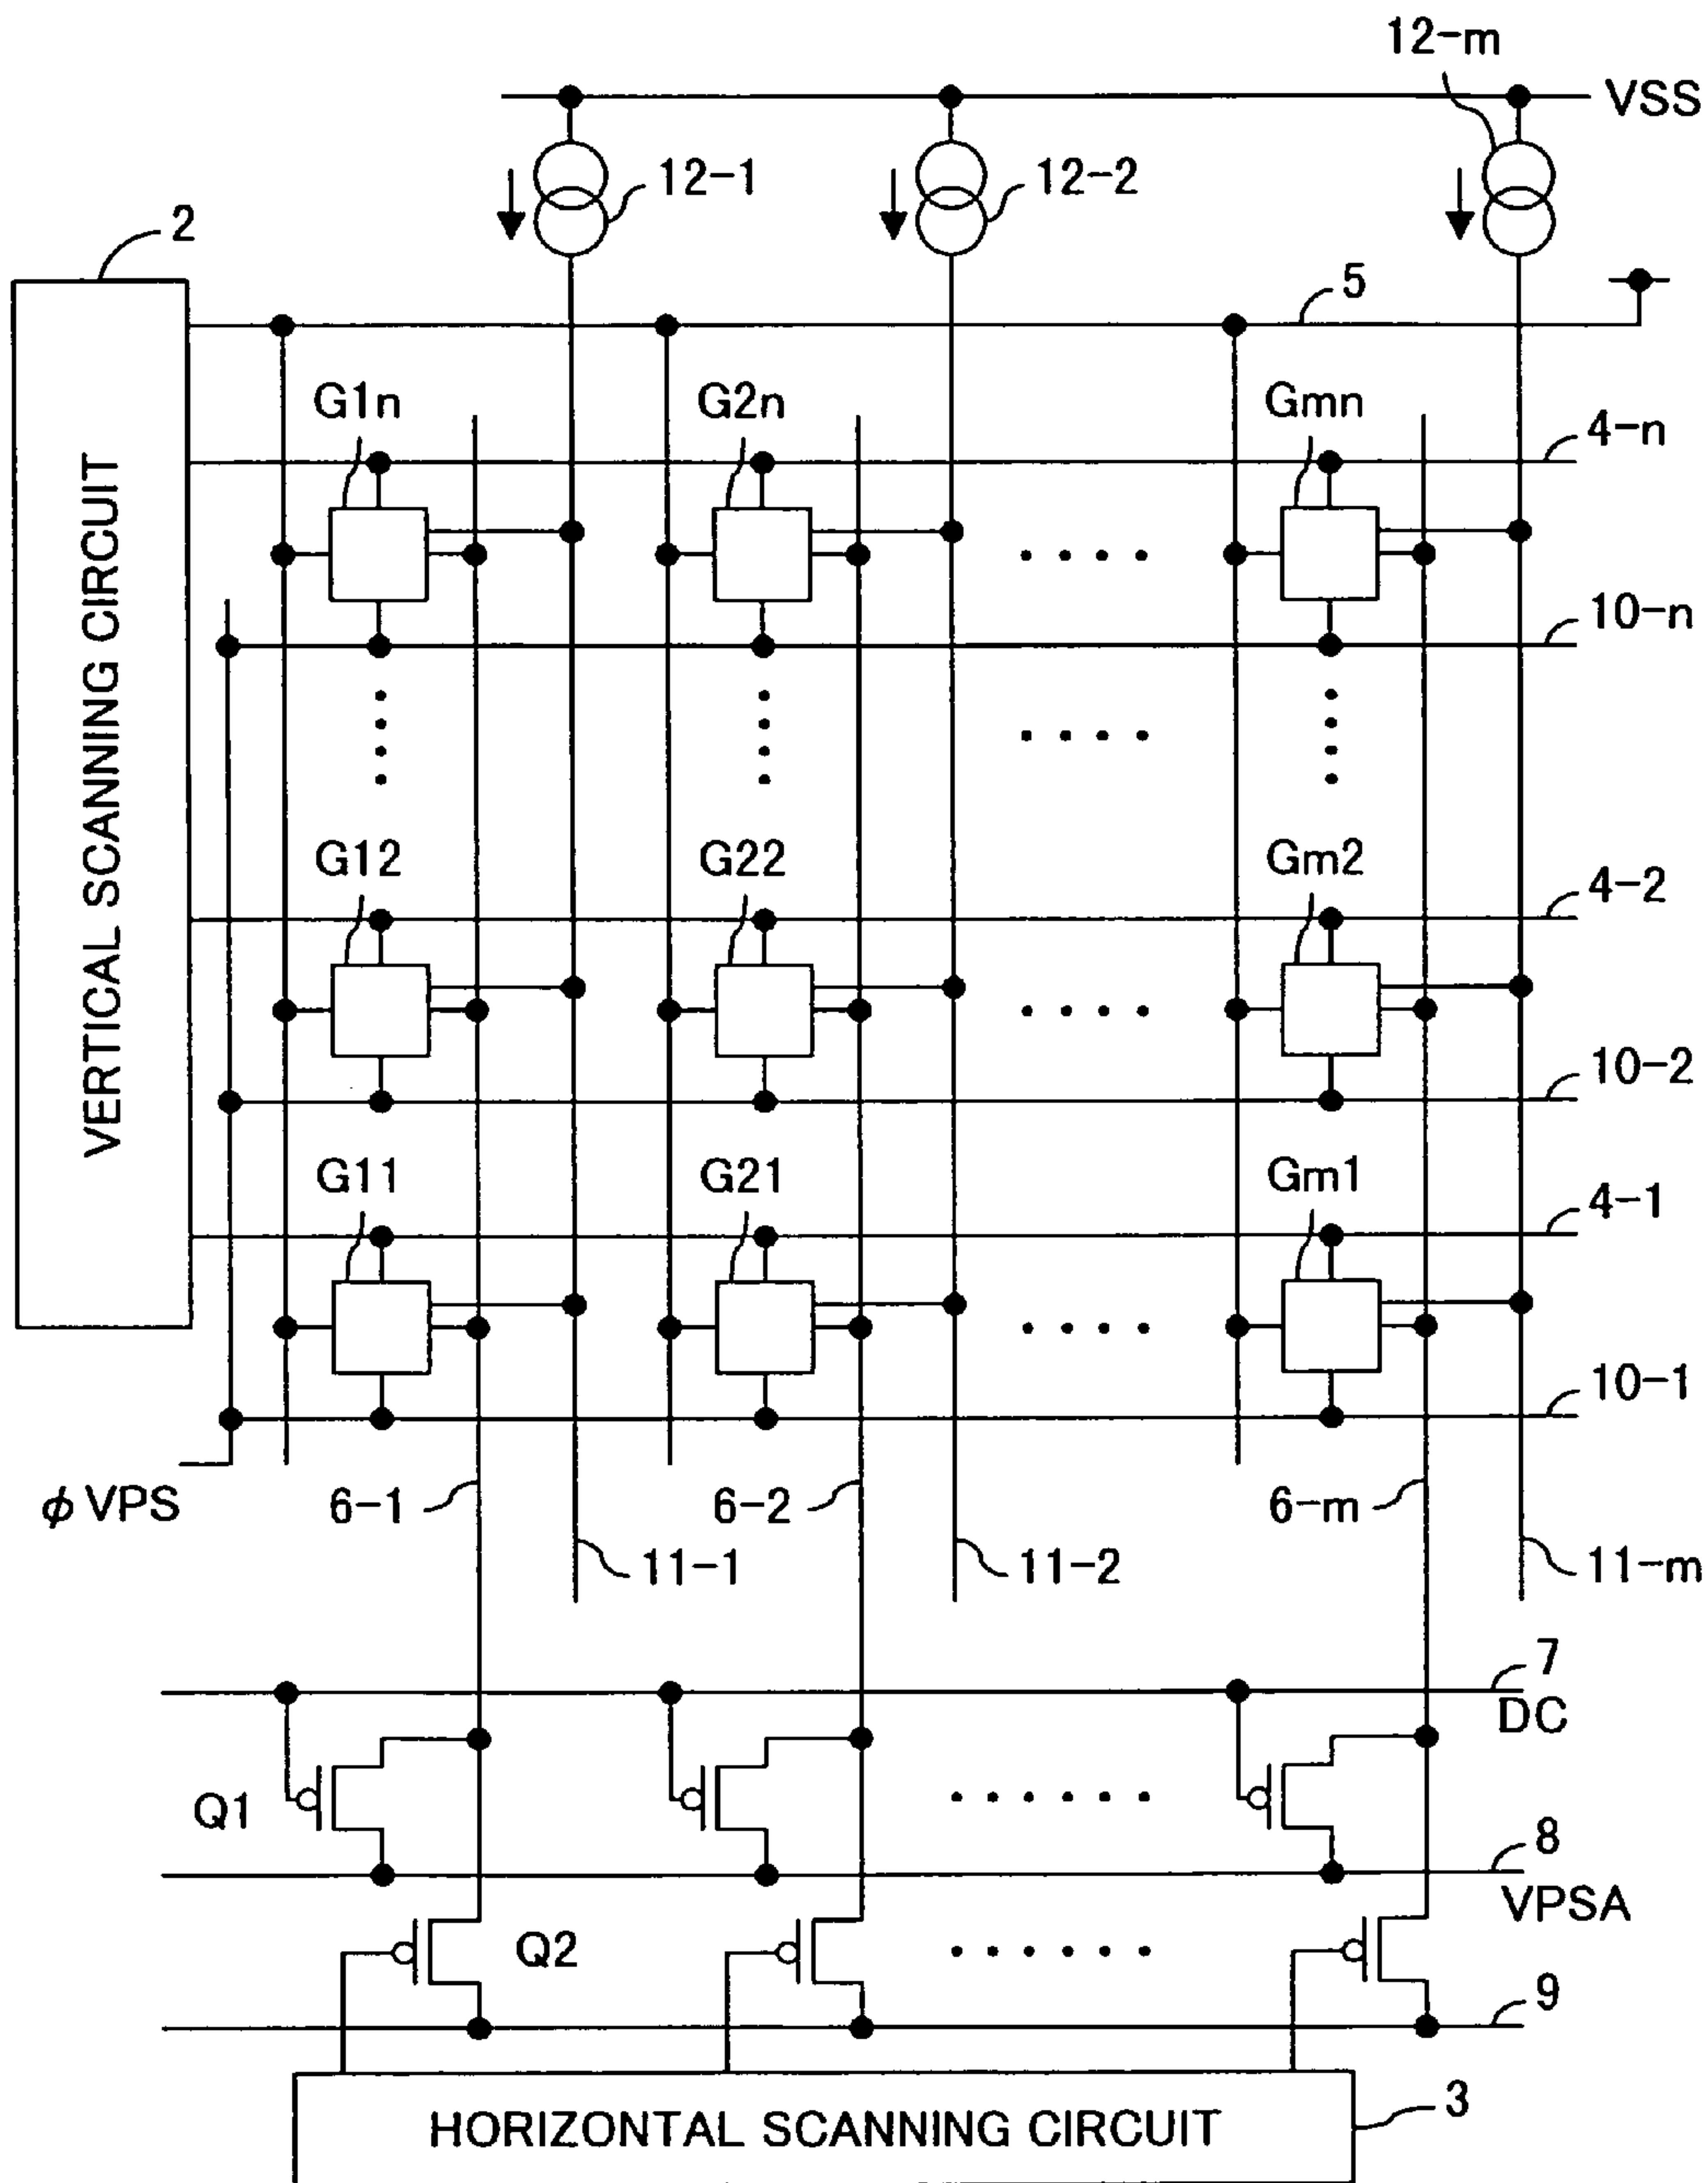 12-m
VSS
12-1
12-2
2
5
G1n
G2n
Gmn
4-n
VERTICAL SCANNING CIRCUIT
10-n
G12
G22
Gm2
4-2
10-2
G11
G21
Gm1
4-1
10-1
ϕ VPS
6-1
6-2
6-m
11-1
11-2
11-m
7
DC
Q1
8
VPSA
Q2
9
3
HORIZONTAL SCANNING CIRCUIT